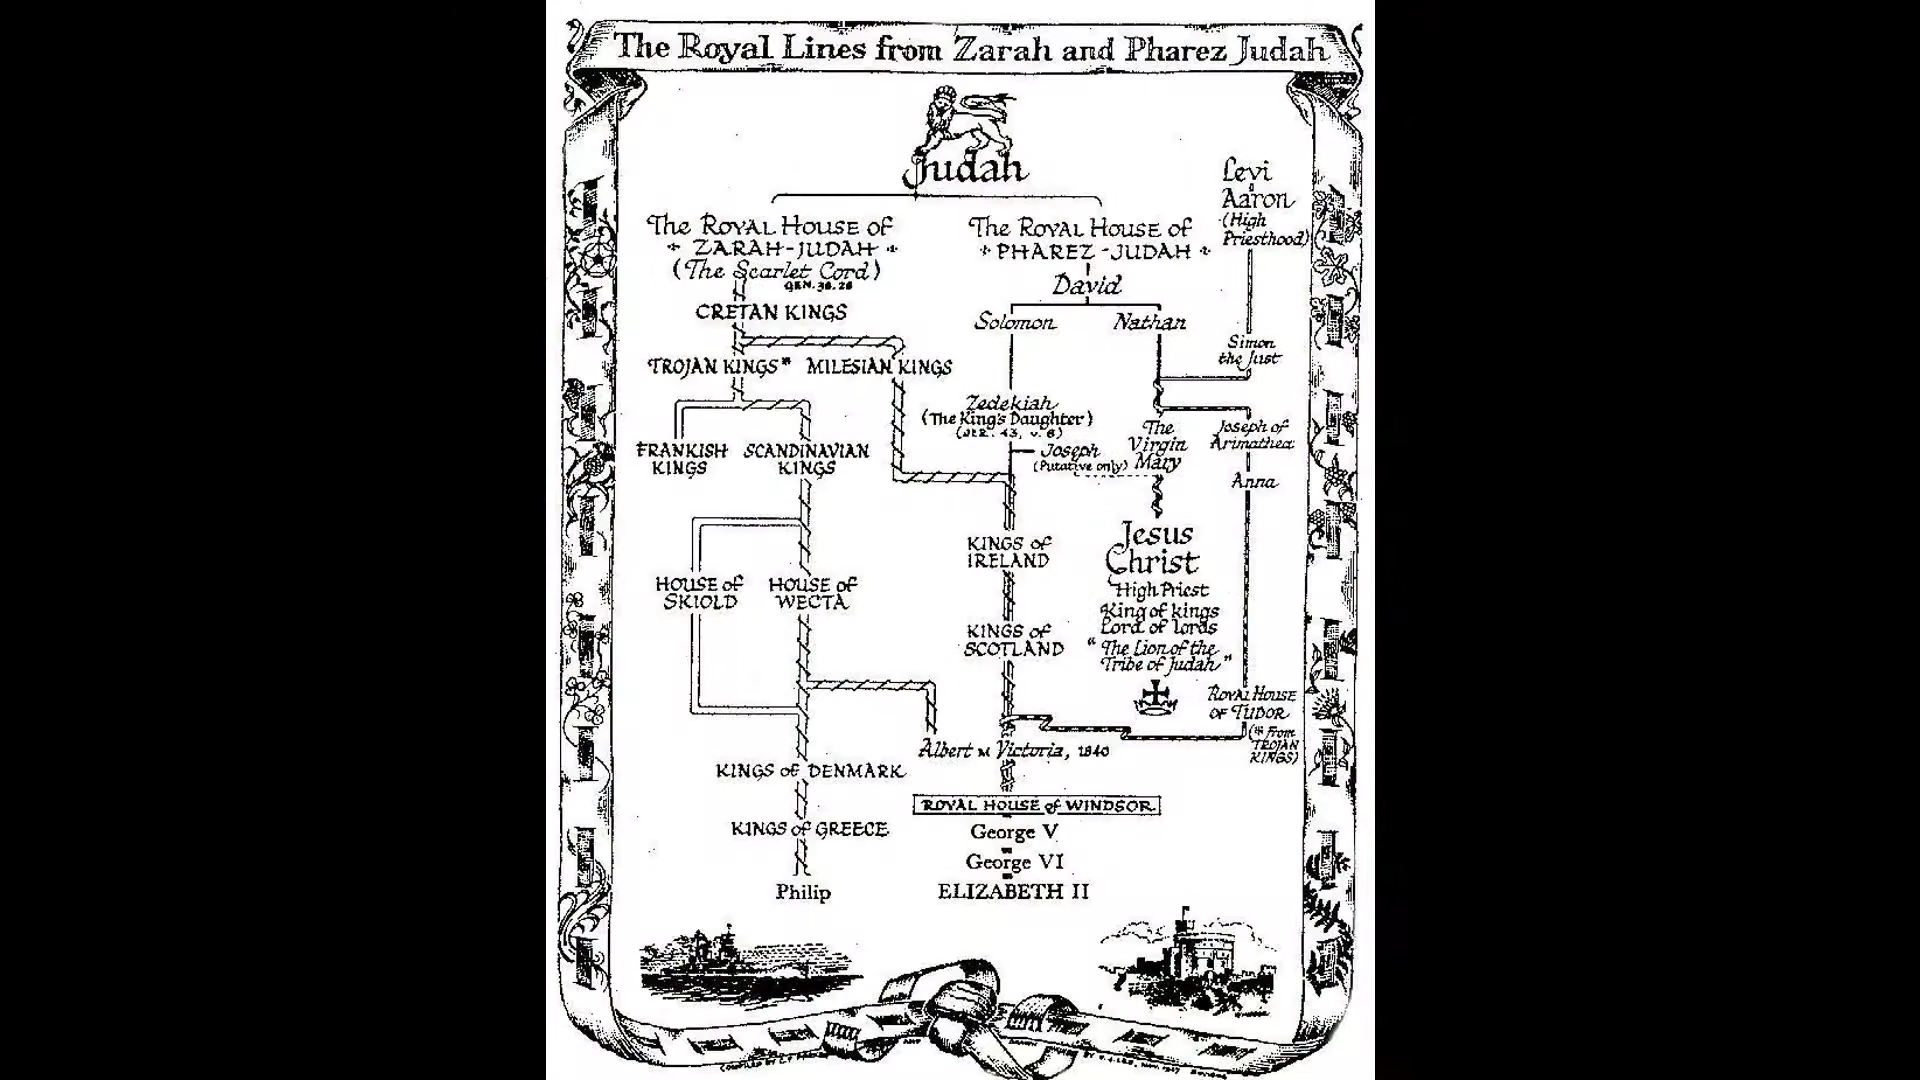 The Royal Lines from Zarah and Pharez Judah
Judah
Levi
Aaron
(High
Priesthood)
The ROYAL HOUSE of
ZARAH-JUDAH
(The Scarlet Cord)
GEN. 38. 28
The ROYAL HOUSE of
PHAREZ-JUDAH
David
CRETAN KINGS
Solomon
Nathan
Simon
the Just
TROJAN KINGS*
MILESIAN KINGS
Zedekiah
(The King's Daughter)
(JER. 43, v. 6)
Joseph
(Putative only)
The
Virgin
Mary
Joseph of
Arimathea
Anna
FRANKISH
KINGS
SCANDINAVIAN
KINGS
KINGS of
IRELAND
Jesus
Christ
High Priest
King of kings
Lord of lords
"The Lion of the
Tribe of Judah"
HOUSE of
SKIOLD
HOUSE of
WECTA
KINGS of
SCOTLAND
ROYAL HOUSE
OF TUDOR
(* from
TROJAN
KINGS)
Albert M Victoria, 1840
KINGS of DENMARK
ROYAL HOUSE of WINDSOR
KINGS of GREECE
George V
George VI
Philip
ELIZABETH II
COMPILED BY